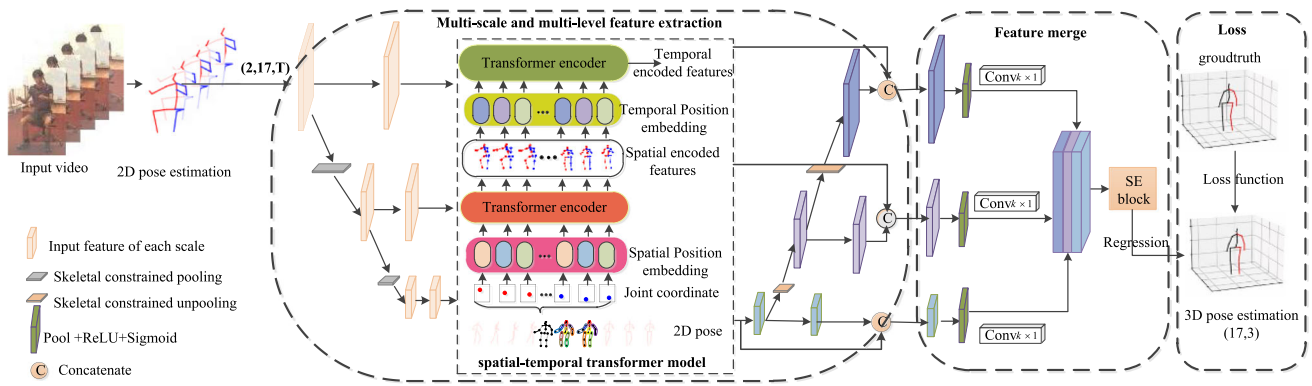 Multi-scale and multi-level feature extraction
Feature merge
Loss
Input video
2D pose estimation
(2,17,T)
Input feature of each scale
Skeletal constrained pooling
Skeletal constrained unpooling
Pool +ReLU+Sigmoid
C
Concatenate
Transformer encoder
Temporal
encoded features
Temporal Position
embedding
Spatial encoded
features
Transformer encoder
Spatial Position
embedding
Joint coordinate
2D pose
spatial-temporal transformer model
C
C
C
Conv k × 1
Conv k × 1
Conv k × 1
SE
block
Regression
groudtruth
Loss function
3D pose estimation
(17,3)